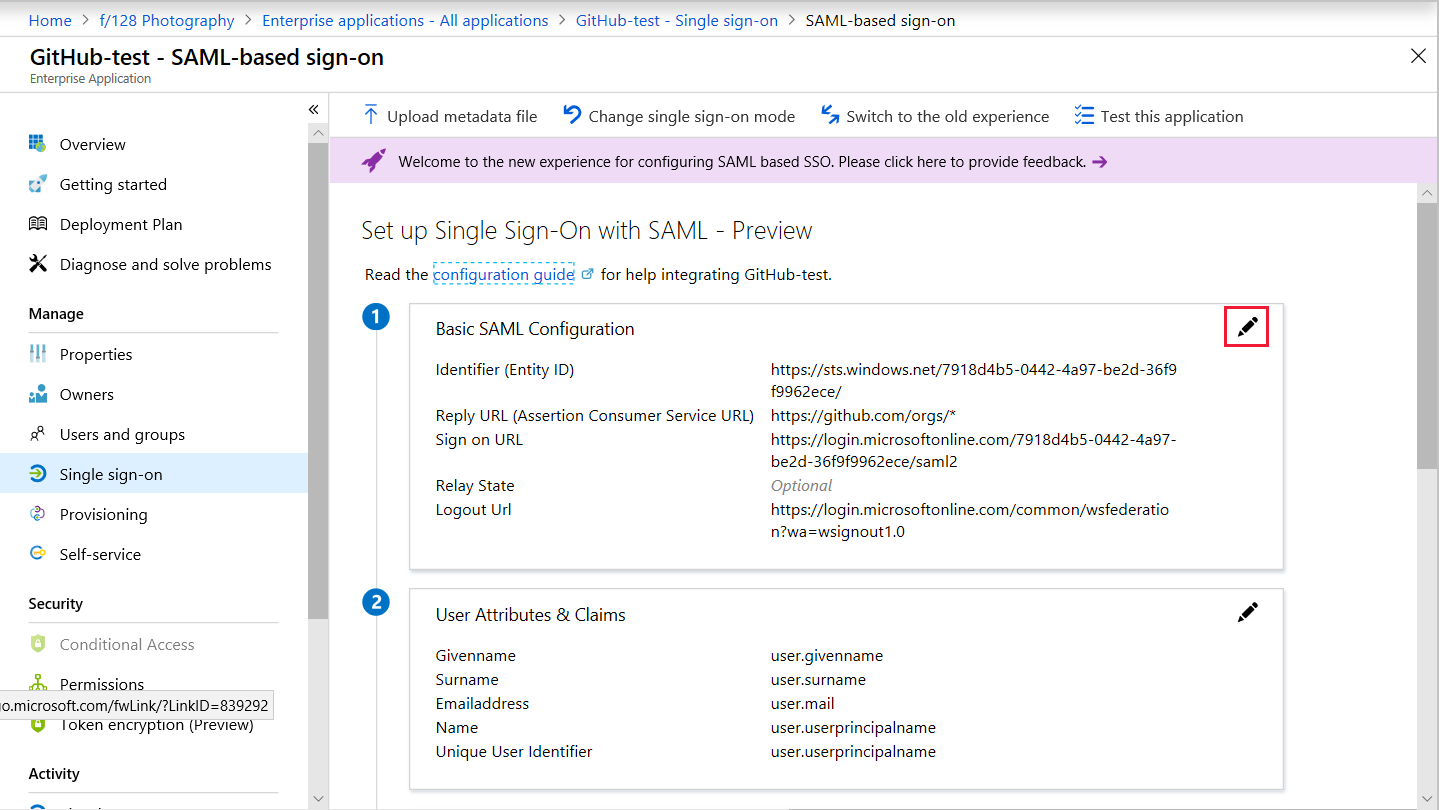 Home > f/128 Photography > Enterprise applications - All applications > GitHub-test - Single sign-on > SAML-based sign-on
GitHub-test - SAML-based sign-on
Enterprise Application
Overview
Getting started
Deployment Plan
Diagnose and solve problems
Manage
Properties
Owners
Users and groups
Single sign-on
Provisioning
Self-service
Security
Conditional Access
Permissions
o.microsoft.com/fwLink/?LinkID=839292
Token encryption (Preview)
Activity
Upload metadata file
Change single sign-on mode
Switch to the old experience
Test this application
Welcome to the new experience for configuring SAML based SSO. Please click here to provide feedback. →
Set up Single Sign-On with SAML - Preview
Read the configuration guide for help integrating GitHub-test.
1
Basic SAML Configuration
Identifier (Entity ID) https://sts.windows.net/7918d4b5-0442-4a97-be2d-36f9
f9962ece/
Reply URL (Assertion Consumer Service URL) https://github.com/orgs/*
Sign on URL https://login.microsoftonline.com/7918d4b5-0442-4a97-
be2d-36f9f9962ece/saml2
Relay State Optional
Logout Url https://login.microsoftonline.com/common/wsfederatio
n?wa=wsignout1.0
2
User Attributes & Claims
Givenname user.givenname
Surname user.surname
Emailaddress user.mail
Name user.userprincipalname
Unique User Identifier user.userprincipalname